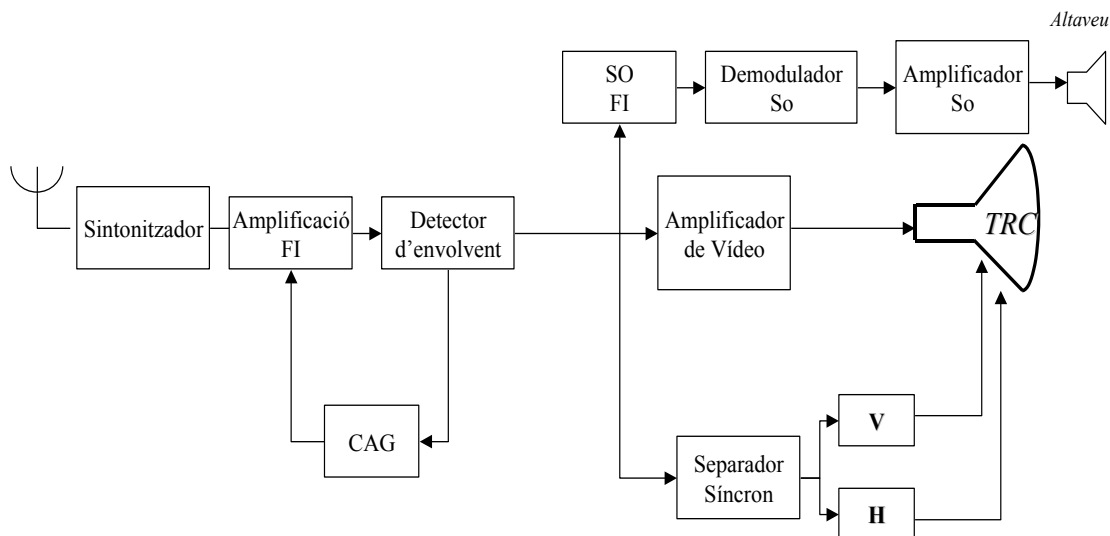 Altaveu
SO
FI
Demodulador
So
Amplificador
So
Sintonitzador
Amplificació
FI
Detector
d'envolvent
Amplificador
de Vídeo
TRC
CAG
Separador
Síncron
V
H